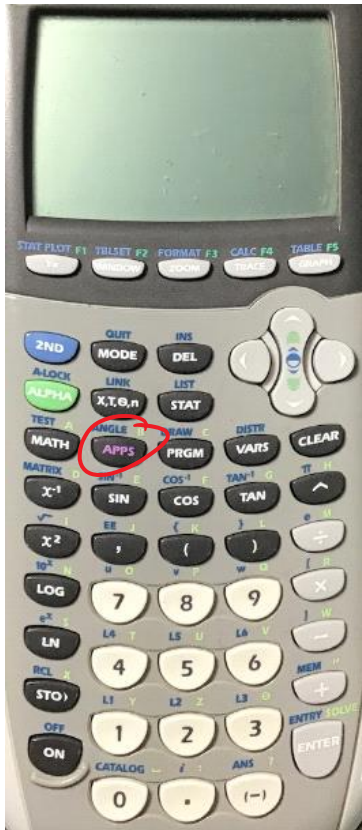 STAT PLOT F1 TBLSET F2 FORMAT F3 CALC F4 TABLE F5
Y= WINDOW ZOOM TRACE GRAPH
QUIT INS
2ND MODE DEL
A-LOCK LINK LIST
ALPHA X,T,Θ,n STAT
TEST A ANGLE B DRAW C DISTR
MATH APPS PRGM VARS CLEAR
MATRIX D SIN⁻¹ E COS⁻¹ F TAN⁻¹ G π H
x⁻¹ SIN COS TAN ^
√ I EE J { K } L e M
x² , ( ) ÷
10ˣ N u O v P w Q [ R
LOG 7 8 9 ×
eˣ S L4 T L5 U L6 V ] W
LN 4 5 6 −
RCL X L1 Y L2 Z L3 Θ MEM "
STO› 1 2 3 +
OFF CATALOG i : ANS ? ENTRY SOLVE
ON 0 . (−) ENTER